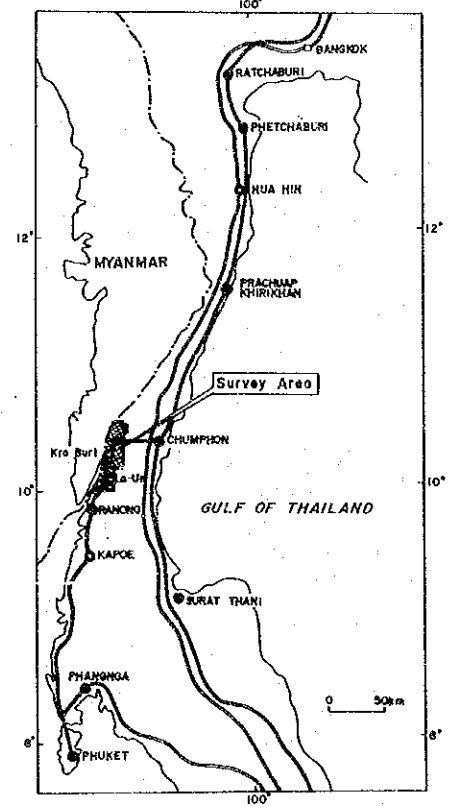 100°
BANGKOK
RATCHABURI
PHETCHABURI
HUA HIN
12°
12°
MYANMAR
PRACHUAP
KHIRIKHAN
Survey Area
Kra Buri
CHUMPHON
La-Un
10°
10°
RANONG
GULF OF THAILAND
KAPOE
SURAT THANI
PHANGNGA
0 50km
8°
8°
PHUKET
100°